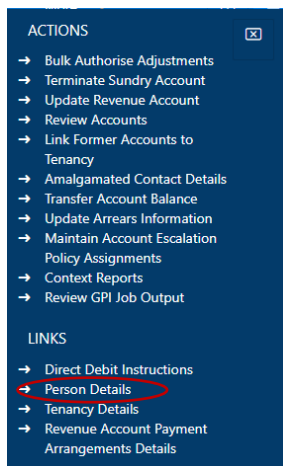 ACTIONS
→ Bulk Authorise Adjustments
→ Terminate Sundry Account
→ Update Revenue Account
→ Review Accounts
→ Link Former Accounts to
Tenancy
→ Amalgamated Contact Details
→ Transfer Account Balance
→ Update Arrears Information
→ Maintain Account Escalation
Policy Assignments
→ Context Reports
→ Review GPI Job Output
LINKS
→ Direct Debit Instructions
→ Person Details
→ Tenancy Details
→ Revenue Account Payment
Arrangements Details